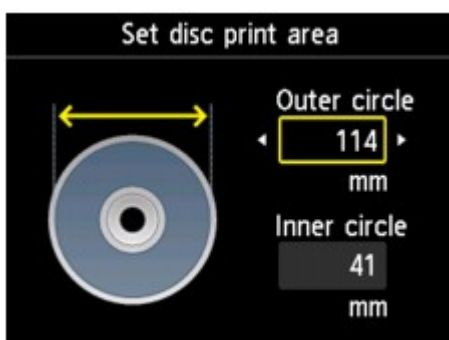 Set disc print area
Outer circle
114
mm
Inner circle
41
mm